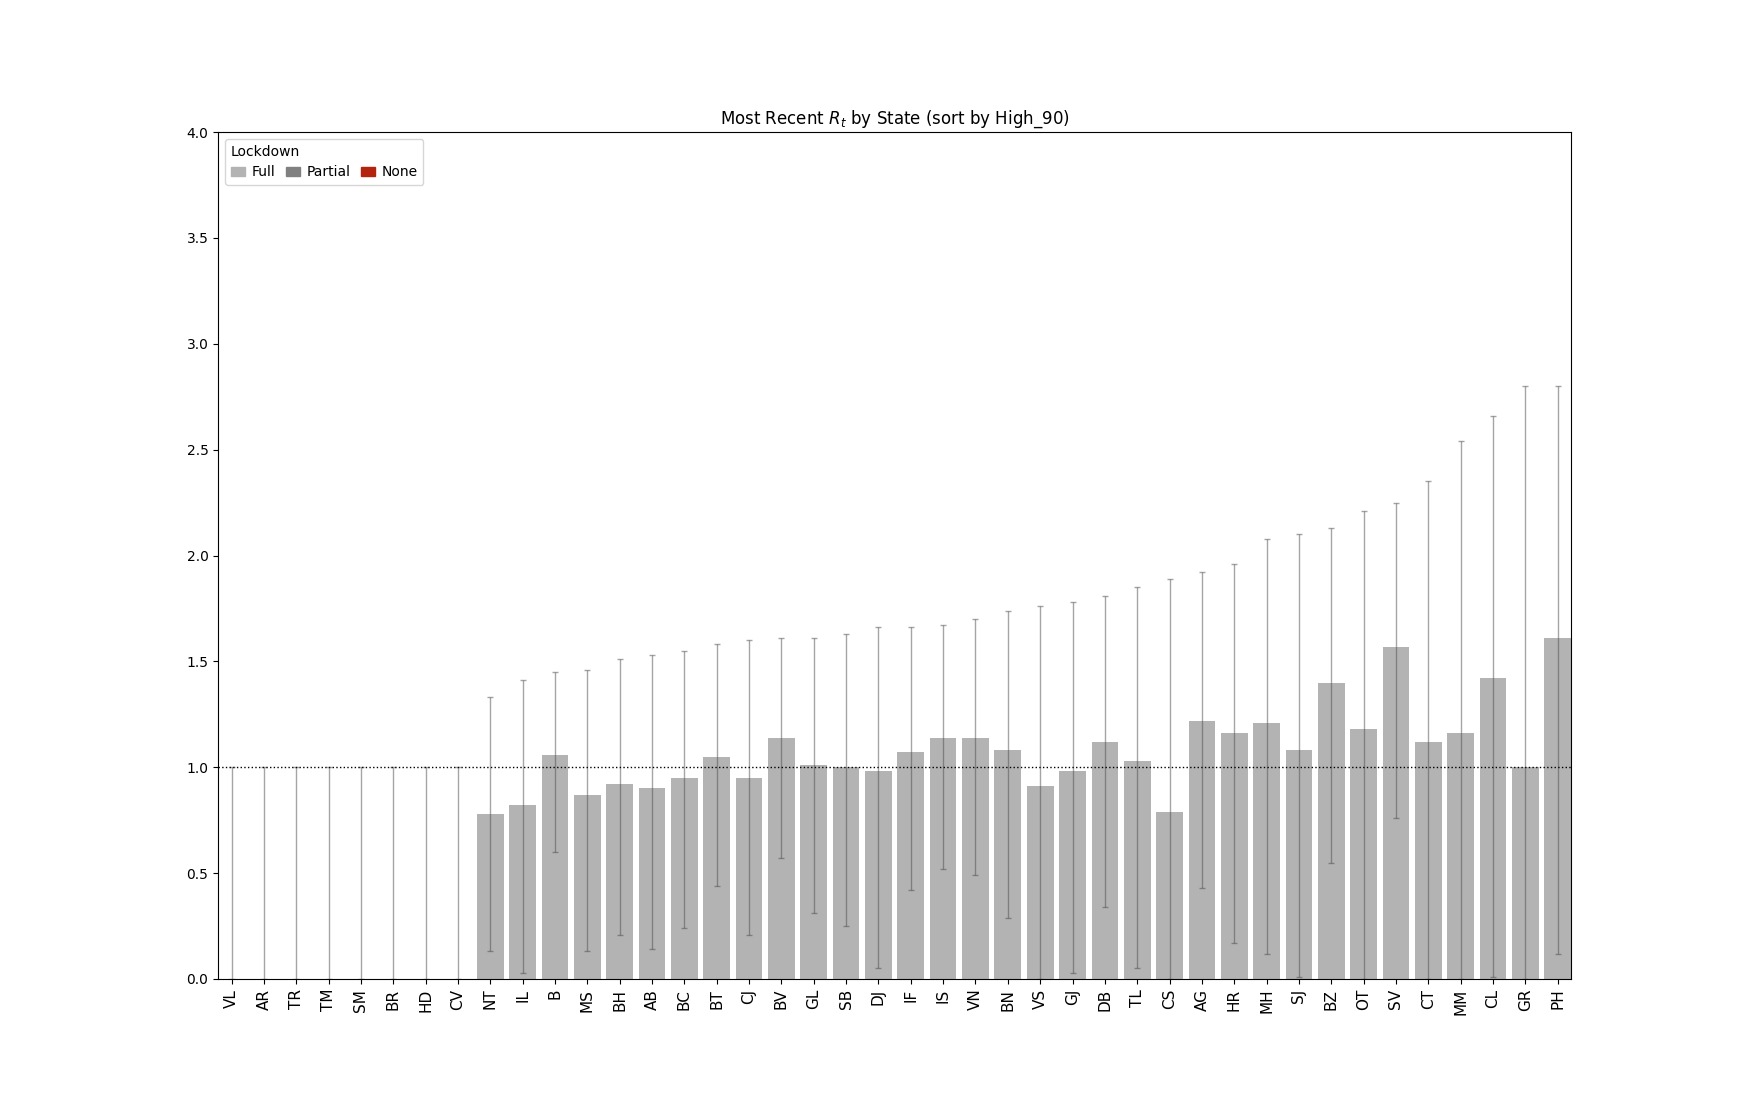 Most Recent R_t by State (sort by High_90)
Lockdown
Full Partial None
4.0
3.5
3.0
2.5
2.0
1.5
1.0
0.5
0.0
VL AR TR TM SM BR HD CV NT IL B MS BH AB BC BT CJ BV GL SB DJ IF IS VN BN VS GJ DB TL CS AG HR MH SJ BZ OT SV CT MM CL GR PH